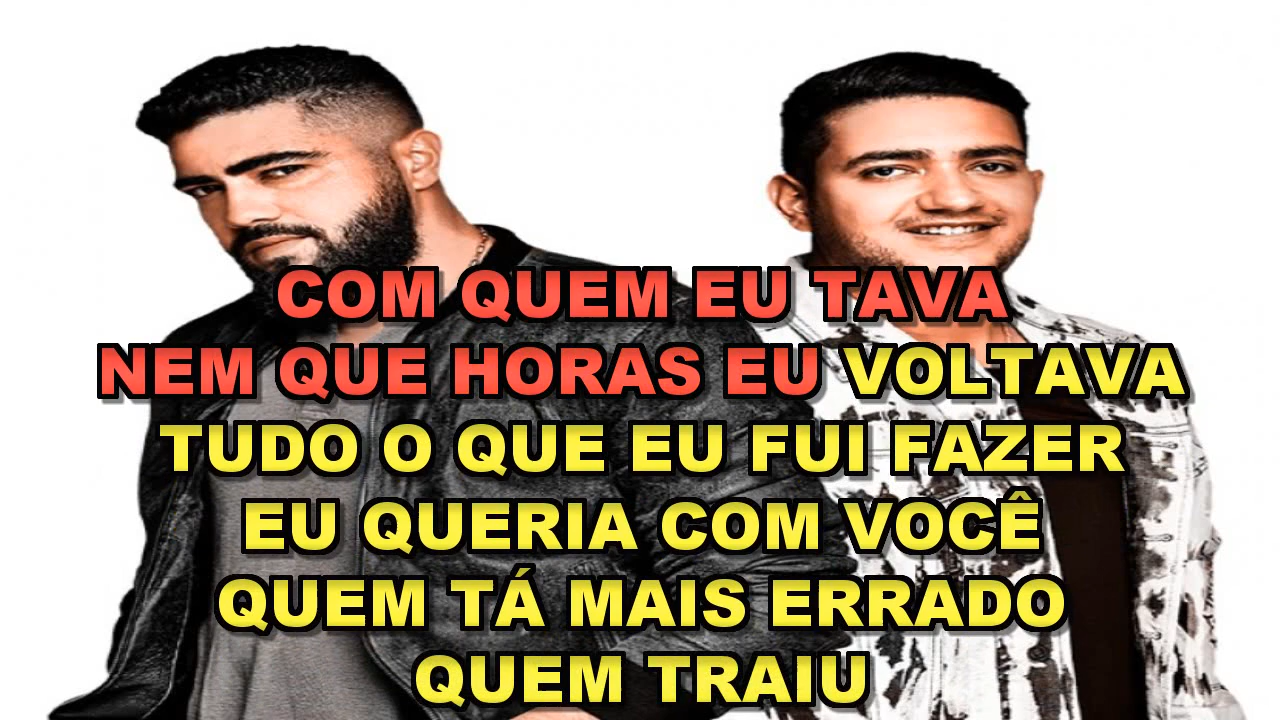 COM QUEM EU TAVA
NEM QUE HORAS EU VOLTAVA
TUDO O QUE EU FUI FAZER
EU QUERIA COM VOCÊ
QUEM TÁ MAIS ERRADO
QUEM TRAIU